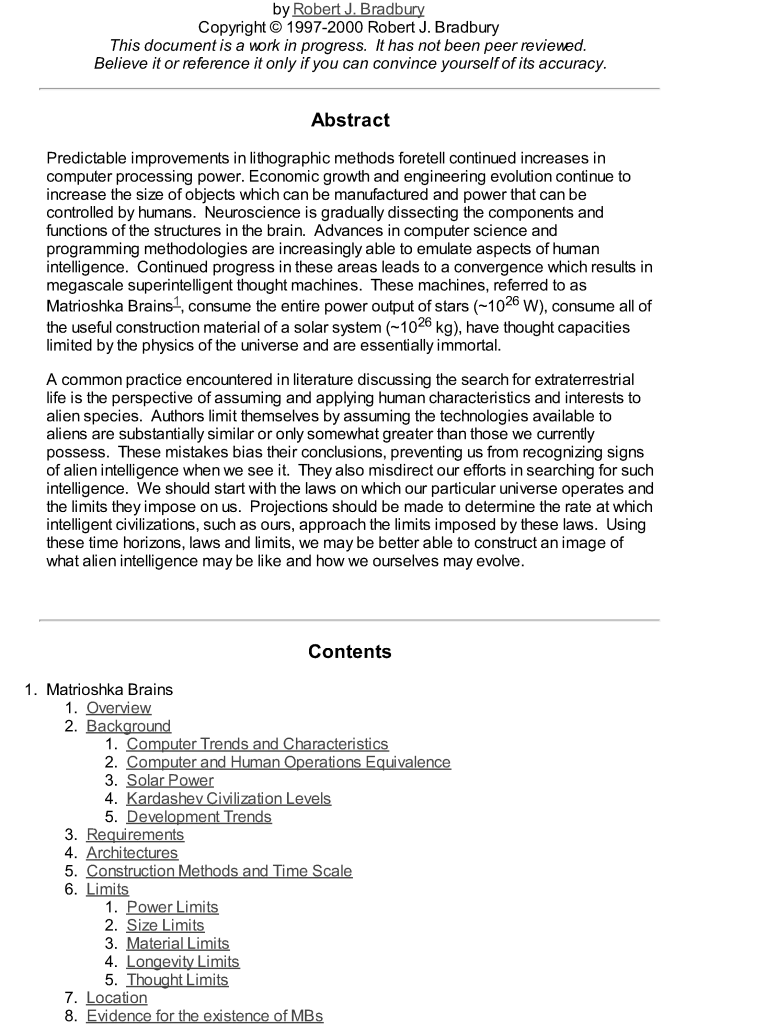 by Robert J. Bradbury
Copyright © 1997-2000 Robert J. Bradbury
This document is a work in progress.  It has not been peer reviewed.
Believe it or reference it only if you can convince yourself of its accuracy.
Abstract
Predictable improvements in lithographic methods foretell continued increases in
computer processing power. Economic growth and engineering evolution continue to
increase the size of objects which can be manufactured and power that can be
controlled by humans.  Neuroscience is gradually dissecting the components and
functions of the structures in the brain.  Advances in computer science and
programming methodologies are increasingly able to emulate aspects of human
intelligence.  Continued progress in these areas leads to a convergence which results in
megascale superintelligent thought machines.  These machines, referred to as
Matrioshka Brains¹, consume the entire power output of stars (~10²⁶ W), consume all of
the useful construction material of a solar system (~10²⁶ kg), have thought capacities
limited by the physics of the universe and are essentially immortal.
A common practice encountered in literature discussing the search for extraterrestrial
life is the perspective of assuming and applying human characteristics and interests to
alien species.  Authors limit themselves by assuming the technologies available to
aliens are substantially similar or only somewhat greater than those we currently
possess.  These mistakes bias their conclusions, preventing us from recognizing signs
of alien intelligence when we see it.  They also misdirect our efforts in searching for such
intelligence.  We should start with the laws on which our particular universe operates and
the limits they impose on us.  Projections should be made to determine the rate at which
intelligent civilizations, such as ours, approach the limits imposed by these laws.  Using
these time horizons, laws and limits, we may be better able to construct an image of
what alien intelligence may be like and how we ourselves may evolve.
Contents
1. Matrioshka Brains
1. Overview
2. Background
1. Computer Trends and Characteristics
2. Computer and Human Operations Equivalence
3. Solar Power
4. Kardashev Civilization Levels
5. Development Trends
3. Requirements
4. Architectures
5. Construction Methods and Time Scale
6. Limits
1. Power Limits
2. Size Limits
3. Material Limits
4. Longevity Limits
5. Thought Limits
7. Location
8. Evidence for the existence of MBs